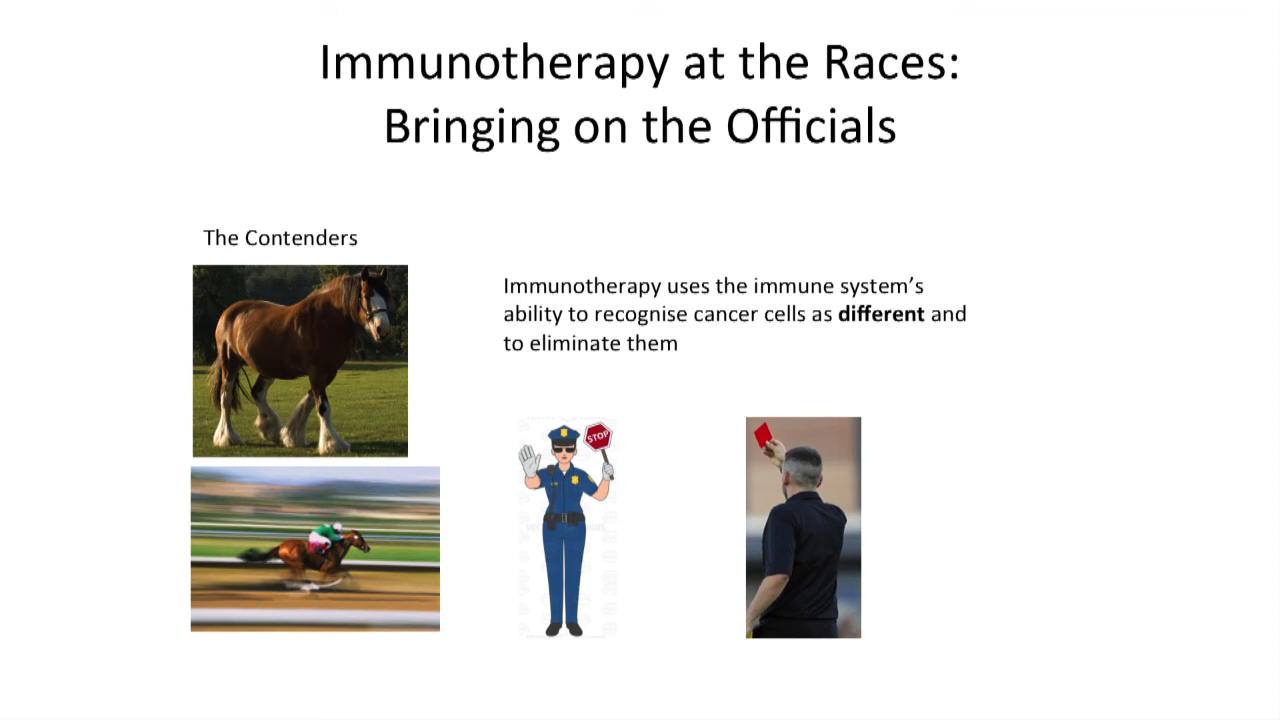 Immunotherapy at the Races:
Bringing on the Officials
The Contenders
Immunotherapy uses the immune system’s
ability to recognise cancer cells as different and
to eliminate them
STOP